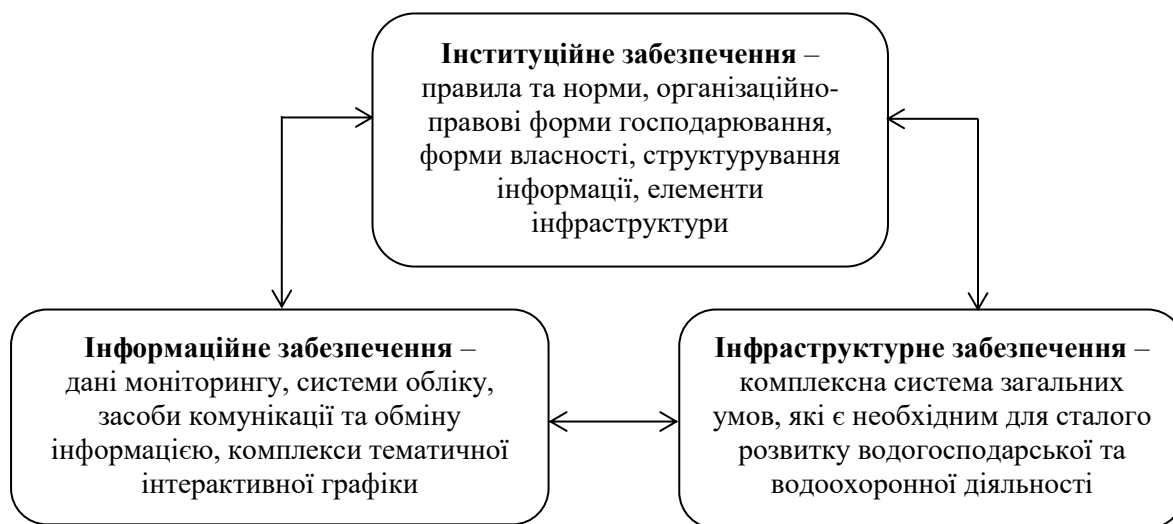 Інституційне забезпечення –
правила та норми, організаційно-
правові форми господарювання,
форми власності, структурування
інформації, елементи
інфраструктури
Інформаційне забезпечення –
дані моніторингу, системи обліку,
засоби комунікації та обміну
інформацією, комплекси тематичної
інтерактивної графіки
Інфраструктурне забезпечення –
комплексна система загальних
умов, які є необхідним для сталого
розвитку водогосподарської та
водоохоронної діяльності